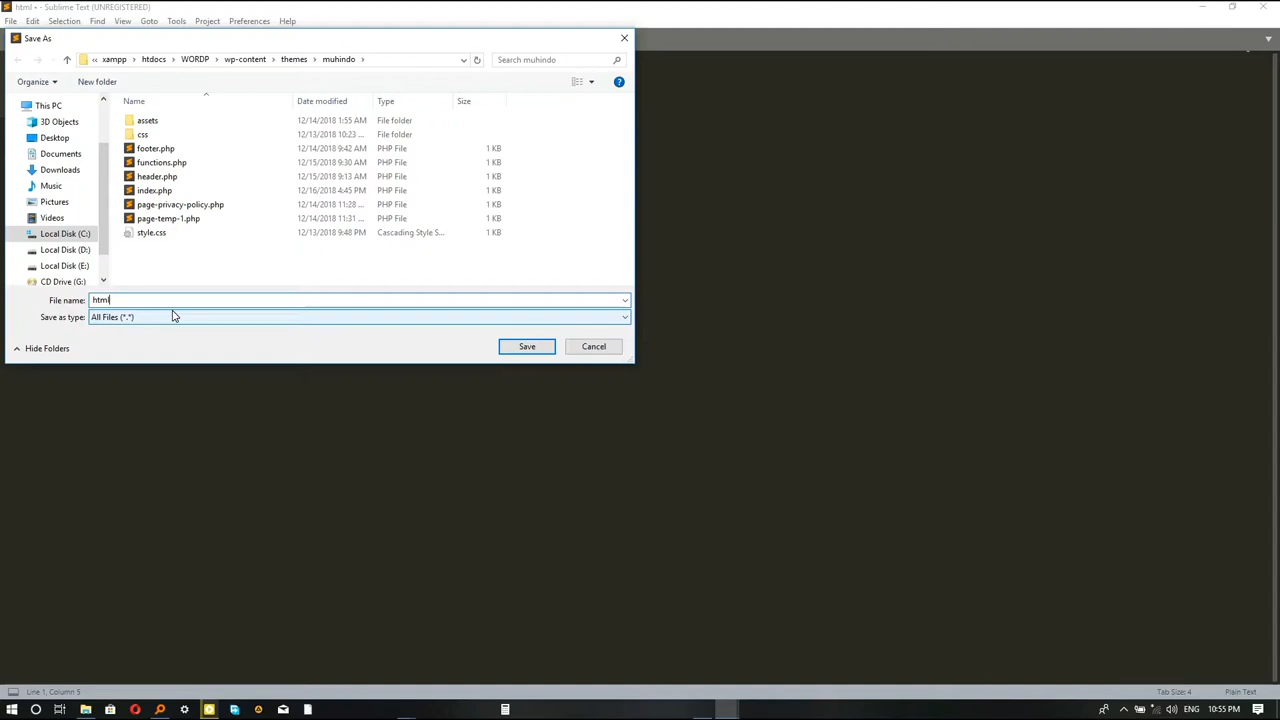 html • - Sublime Text (UNREGISTERED)
File Edit Selection Find View Goto Tools Project Preferences Help
Save As
« xampp › htdocs › WORDP › wp-content › themes › muhindo ›
Search muhindo
Organize New folder
Name Date modified Type Size
This PC
3D Objects
Desktop
Documents
Downloads
Music
Pictures
Videos
Local Disk (C:)
Local Disk (D:)
Local Disk (E:)
CD Drive (G:)
assets 12/14/2018 1:55 AM File folder
css 12/13/2018 10:23 ... File folder
footer.php 12/14/2018 9:42 AM PHP File 1 KB
functions.php 12/15/2018 9:30 AM PHP File 1 KB
header.php 12/15/2018 9:13 AM PHP File 1 KB
index.php 12/16/2018 4:45 PM PHP File 1 KB
page-privacy-policy.php 12/14/2018 11:28 ... PHP File 1 KB
page-temp-1.php 12/14/2018 11:31 ... PHP File 1 KB
style.css 12/13/2018 9:48 PM Cascading Style S... 1 KB
File name: html
Save as type: All Files (*.*)
Hide Folders
Save Cancel
Line 1, Column 5
Tab Size: 4 Plain Text
ENG 10:55 PM